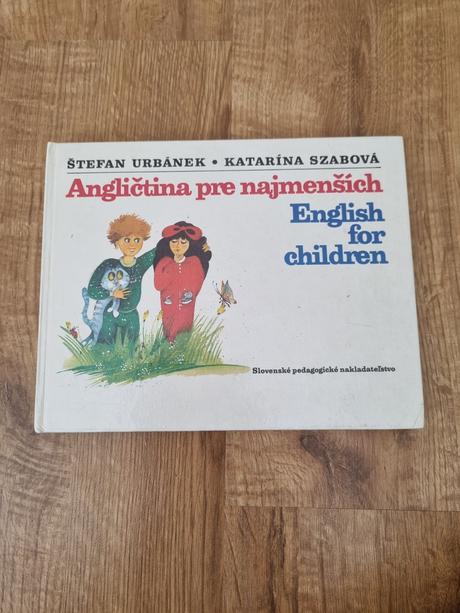 ŠTEFAN URBÁNEK • KATARÍNA SZABOVÁ
Angličtina pre najmenších
English
for
children
Slovenské pedagogické nakladateľstvo